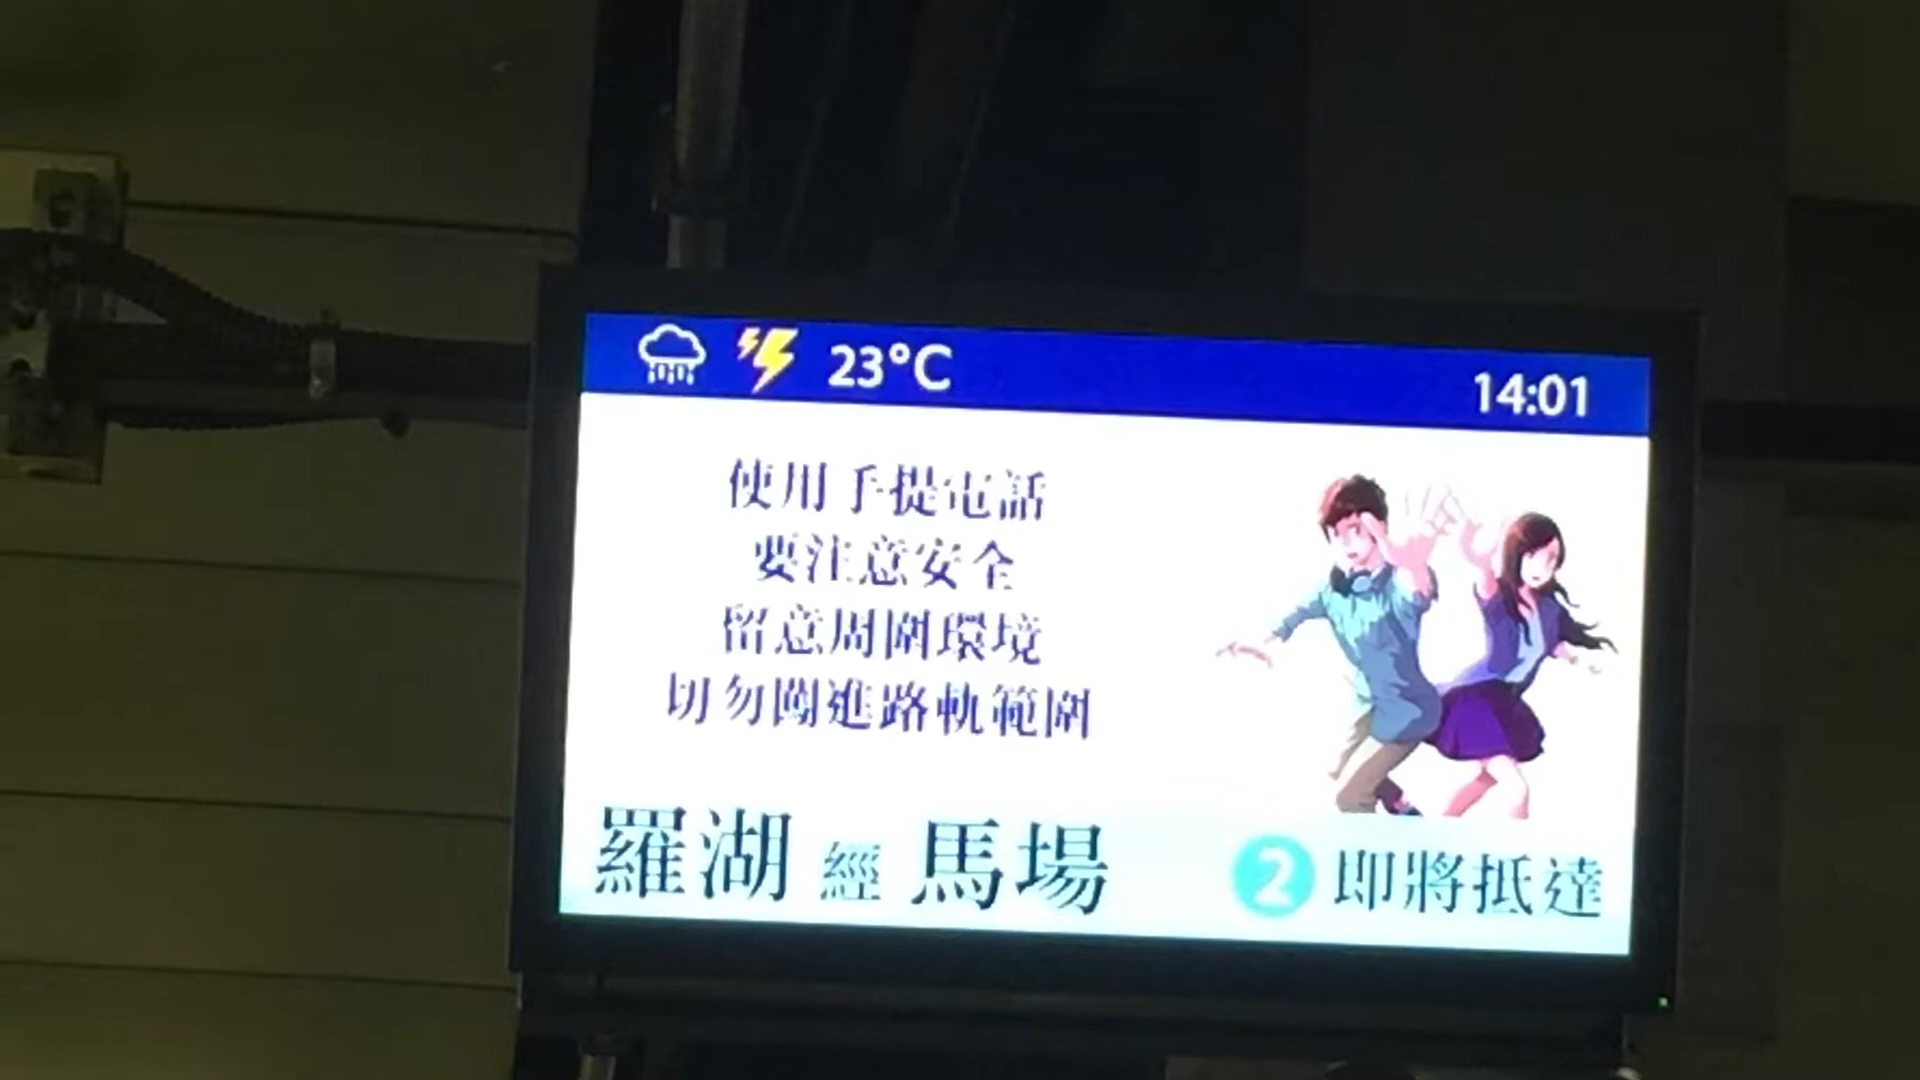 23°C 14:01
使用手提電話
要注意安全
留意周圍環境
切勿闖進路軌範圍
羅湖 經 馬場 2 即將抵達